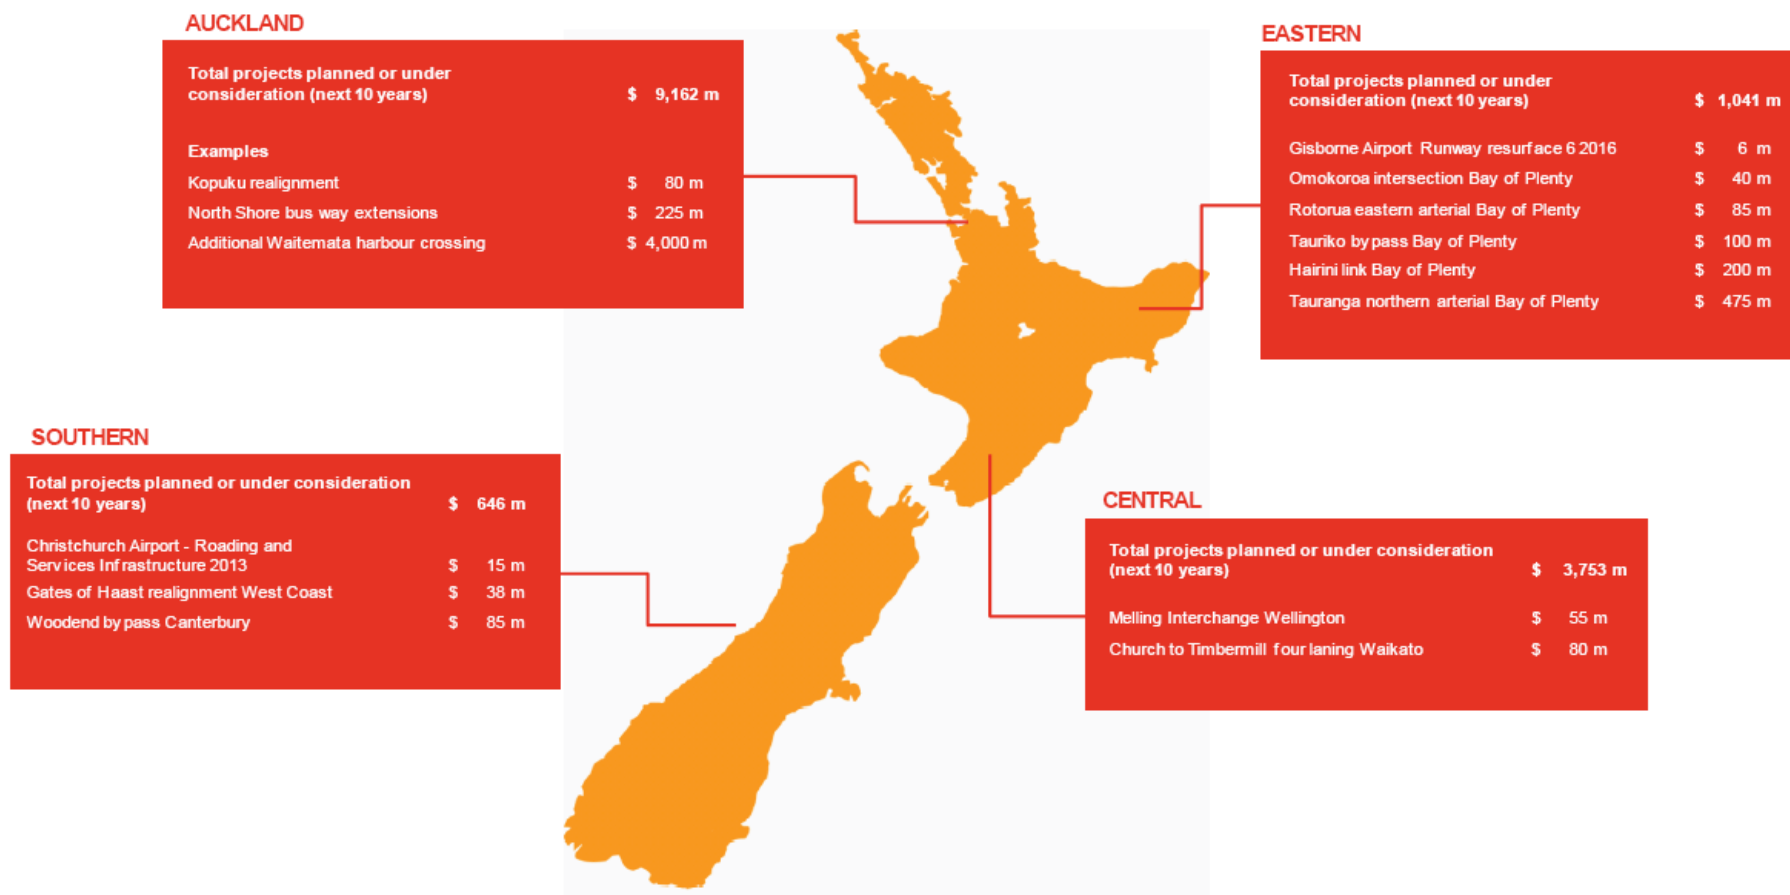 AUCKLAND
Total projects planned or under
consideration (next 10 years) $ 9,162 m
Examples
Kopuku realignment $ 80 m
North Shore bus way extensions $ 225 m
Additional Waitemata harbour crossing $ 4,000 m
EASTERN
Total projects planned or under
consideration (next 10 years) $ 1,041 m
Gisborne Airport Runway resurface 6 2016 $ 6 m
Omokoroa intersection Bay of Plenty $ 40 m
Rotorua eastern arterial Bay of Plenty $ 85 m
Tauriko bypass Bay of Plenty $ 100 m
Hairini link Bay of Plenty $ 200 m
Tauranga northern arterial Bay of Plenty $ 475 m
SOUTHERN
Total projects planned or under consideration
(next 10 years) $ 646 m
Christchurch Airport - Roading and
Services Infrastructure 2013 $ 15 m
Gates of Haast realignment West Coast $ 38 m
Woodend bypass Canterbury $ 85 m
CENTRAL
Total projects planned or under consideration
(next 10 years) $ 3,753 m
Melling Interchange Wellington $ 55 m
Church to Timbermill four laning Waikato $ 80 m